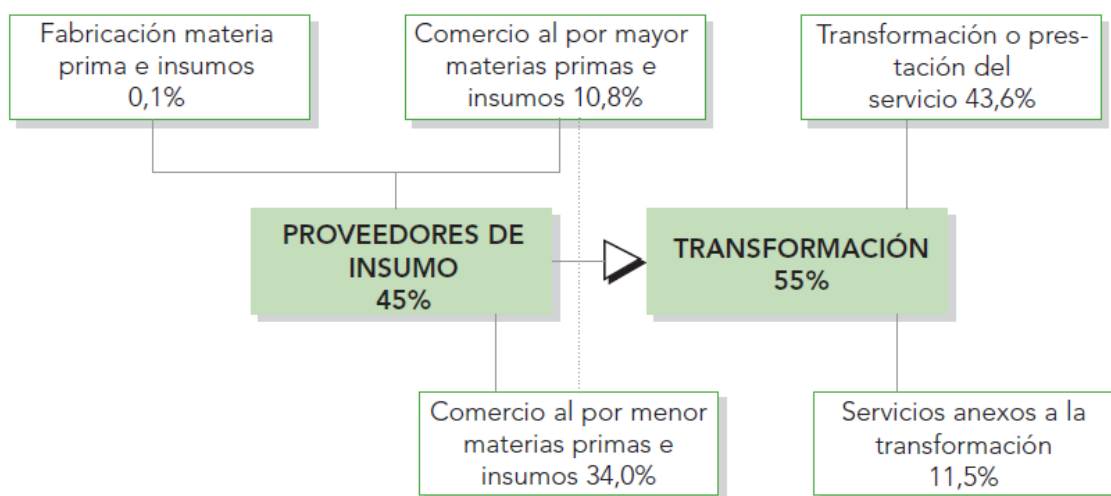 Fabricación materia
prima e insumos
0,1%
Comercio al por mayor
materias primas e
insumos 10,8%
Transformación o pres-
tación del
servicio 43,6%
PROVEEDORES DE
INSUMO
45%
TRANSFORMACIÓN
55%
Comercio al por menor
materias primas e
insumos 34,0%
Servicios anexos a la
transformación
11,5%